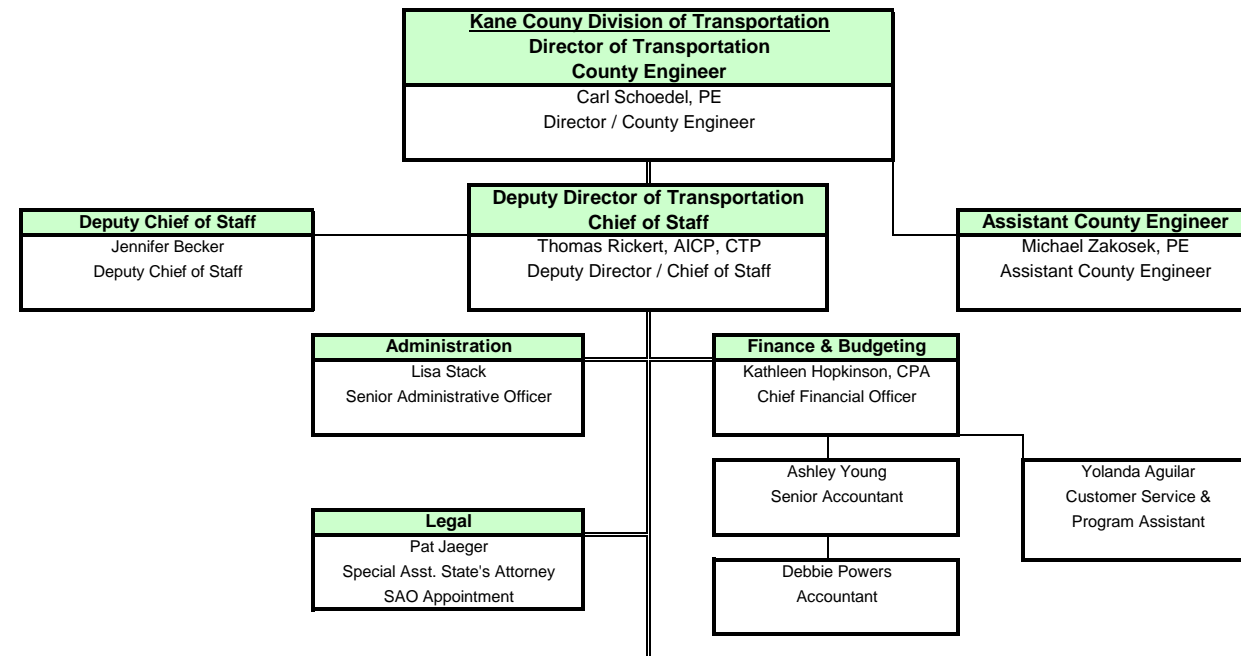 Kane Couny Division of Transportation
Director of Transportation
County Engineer
Carl Schoedel, PE
Director / County Engineer
Deputy Director of Transportation
Chief of Staff
Thomas Rickert, AICP, CTP
Deputy Director / Chief of Staff
Deputy Chief of Staff
Jennifer Becker
Deputy Chief of Staff
Assistant County Engineer
Michael Zakosek, PE
Assistant County Engineer
Administration
Lisa Stack
Senior Administrative Officer
Finance & Budgeting
Kathleen Hopkinson, CPA
Chief Financial Officer
Ashley Young
Senior Accountant
Yolanda Aguilar
Customer Service &
Program Assistant
Legal
Pat Jaeger
Special Asst. State's Attorney
SAO Appointment
Debbie Powers
Accountant